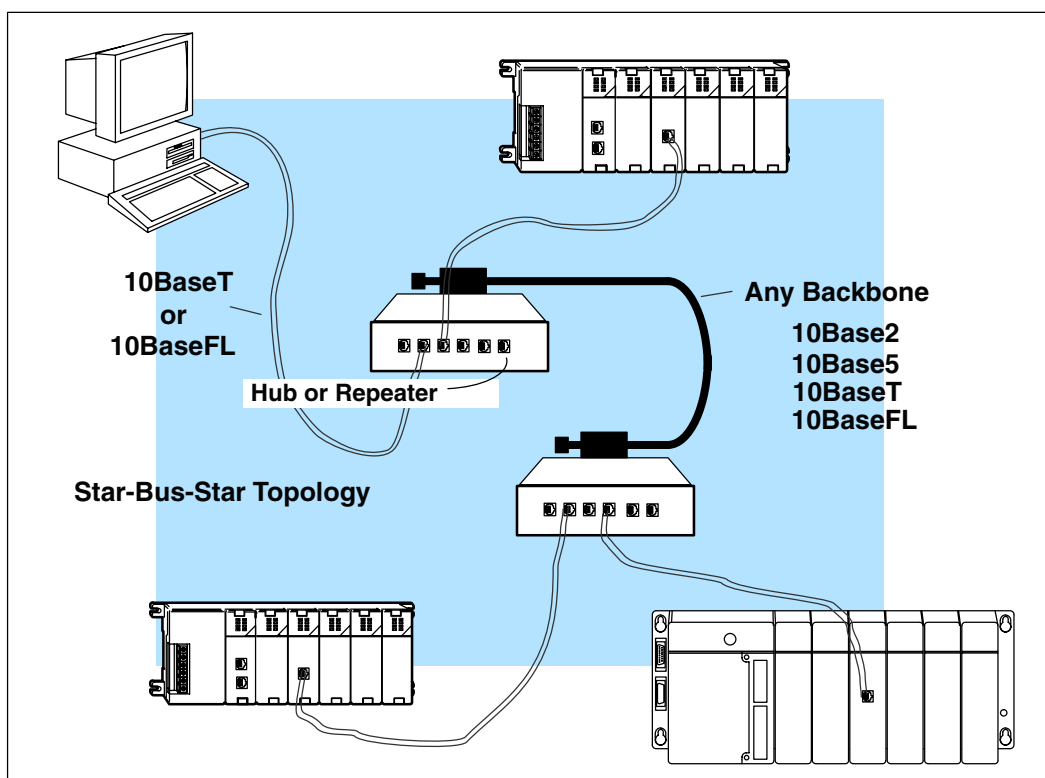 10BaseT
or
10BaseFL
Any Backbone
10Base2
10Base5
10BaseT
10BaseFL
Hub or Repeater
Star-Bus-Star Topology